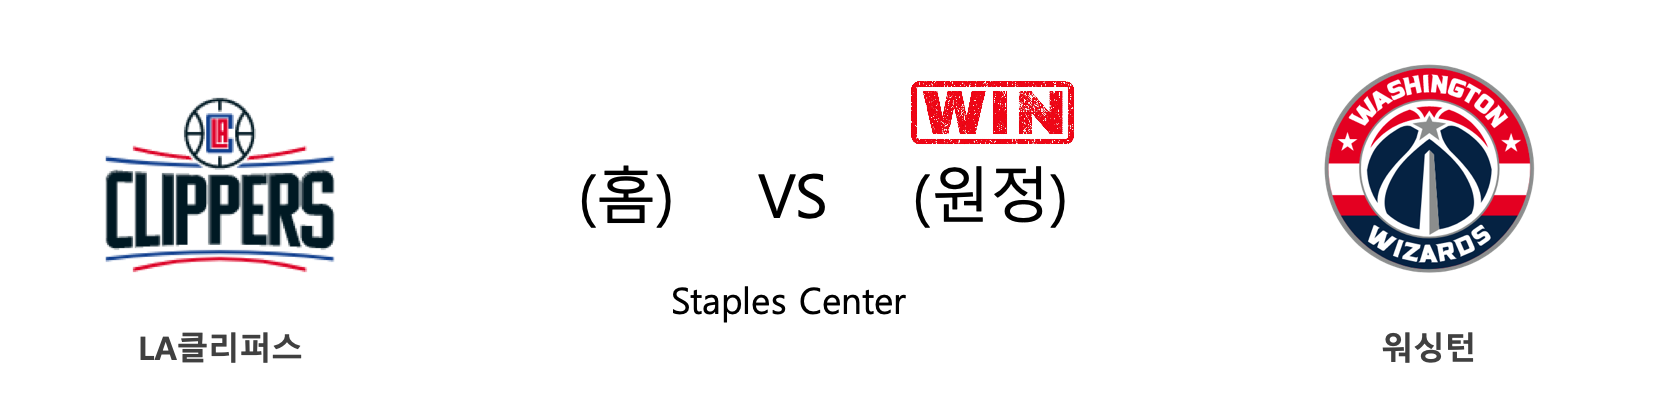 WIN
(홈) VS (원정)
Staples Center
LA
CLIPPERS
LA클리퍼스
WASHINGTON
WIZARDS
워싱턴